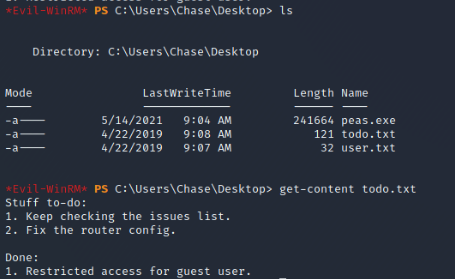 *Evil-WinRM* PS C:\Users\Chase\Desktop> ls
Directory: C:\Users\Chase\Desktop
Mode LastWriteTime Length Name
---- ------------- ------ ----
-a---- 5/14/2021 9:04 AM 241664 peas.exe
-a---- 4/22/2019 9:08 AM 121 todo.txt
-a---- 4/22/2019 9:07 AM 32 user.txt
*Evil-WinRM* PS C:\Users\Chase\Desktop> get-content todo.txt
Stuff to-do:
1. Keep checking the issues list.
2. Fix the router config.
Done:
1. Restricted access for guest user.